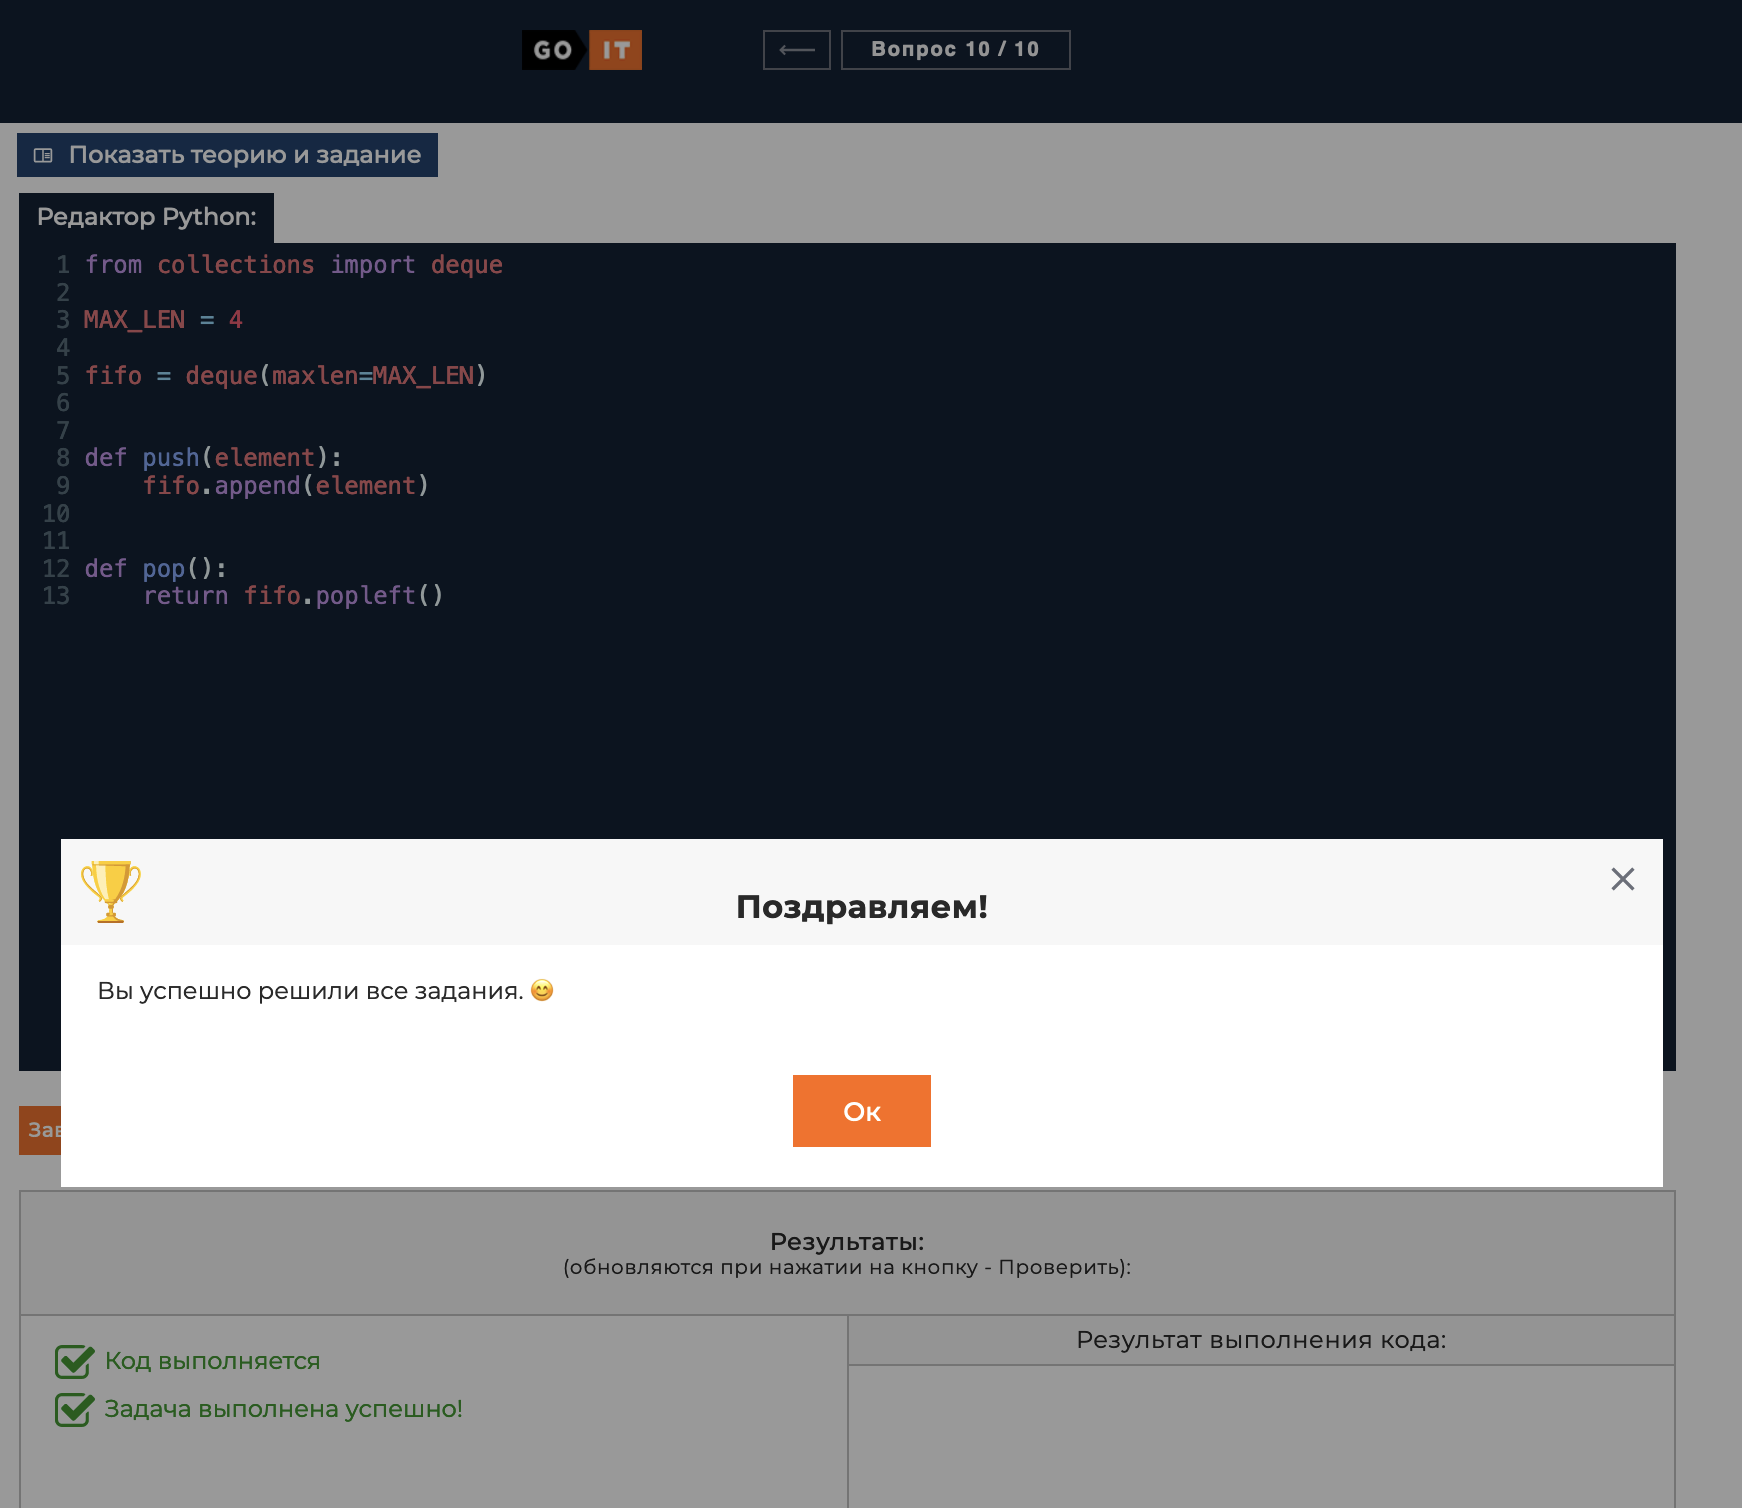 GO IT
Вопрос 10 / 10
Показать теорию и задание
Редактор Python:
1 from collections import deque
2
3 MAX_LEN = 4
4
5 fifo = deque(maxlen=MAX_LEN)
6
7
8 def push(element):
9     fifo.append(element)
10
11
12 def pop():
13     return fifo.popleft()
Поздравляем!
Вы успешно решили все задания. 😊
Ок
Результаты:
(обновляются при нажатии на кнопку - Проверить):
Результат выполнения кода:
Код выполняется
Задача выполнена успешно!